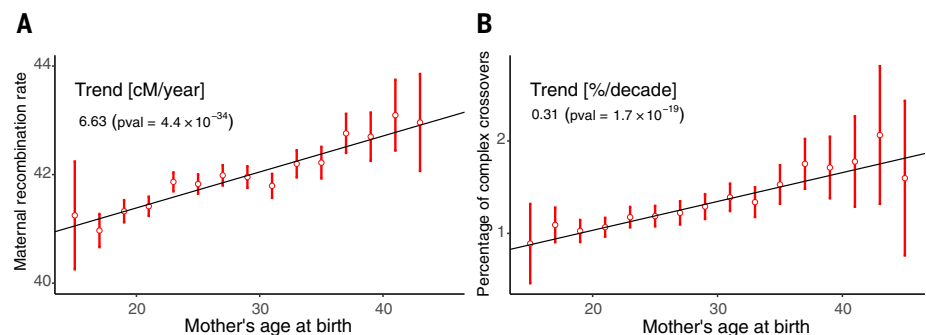 A
Maternal recombination rate
44
42
40
Trend [cM/year]
6.63 (pval = 4.4 × 10⁻³⁴)
20
30
40
Mother's age at birth
B
Percentage of complex crossovers
2
1
Trend [%/decade]
0.31 (pval = 1.7 × 10⁻¹⁹)
20
30
40
Mother's age at birth